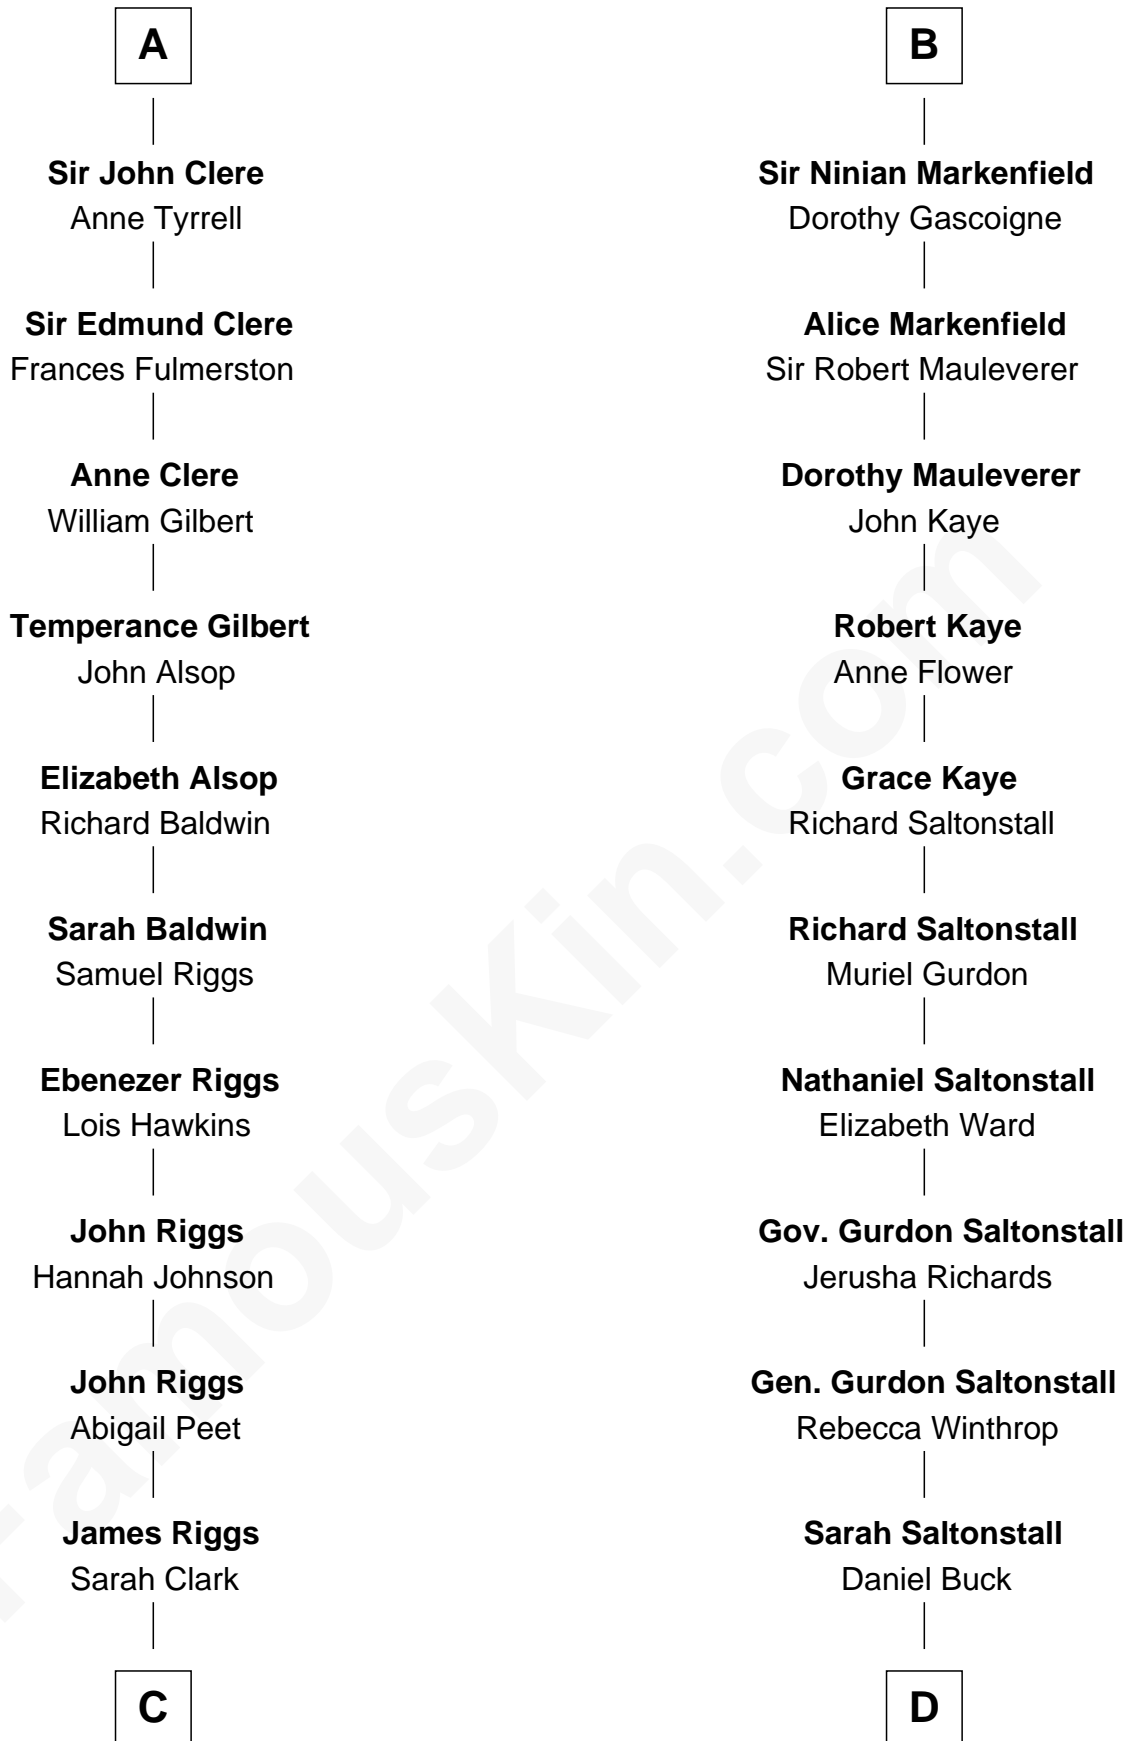 A
Sir John Clere
Anne Tyrrell
Sir Edmund Clere
Frances Fulmerston
Anne Clere
William Gilbert
Temperance Gilbert
John Alsop
Elizabeth Alsop
Richard Baldwin
Sarah Baldwin
Samuel Riggs
Ebenezer Riggs
Lois Hawkins
John Riggs
Hannah Johnson
John Riggs
Abigail Peet
James Riggs
Sarah Clark
C
B
Sir Ninian Markenfield
Dorothy Gascoigne
Alice Markenfield
Sir Robert Mauleverer
Dorothy Mauleverer
John Kaye
Robert Kaye
Anne Flower
Grace Kaye
Richard Saltonstall
Richard Saltonstall
Muriel Gurdon
Nathaniel Saltonstall
Elizabeth Ward
Gov. Gurdon Saltonstall
Jerusha Richards
Gen. Gurdon Saltonstall
Rebecca Winthrop
Sarah Saltonstall
Daniel Buck
D
FamousKin.com